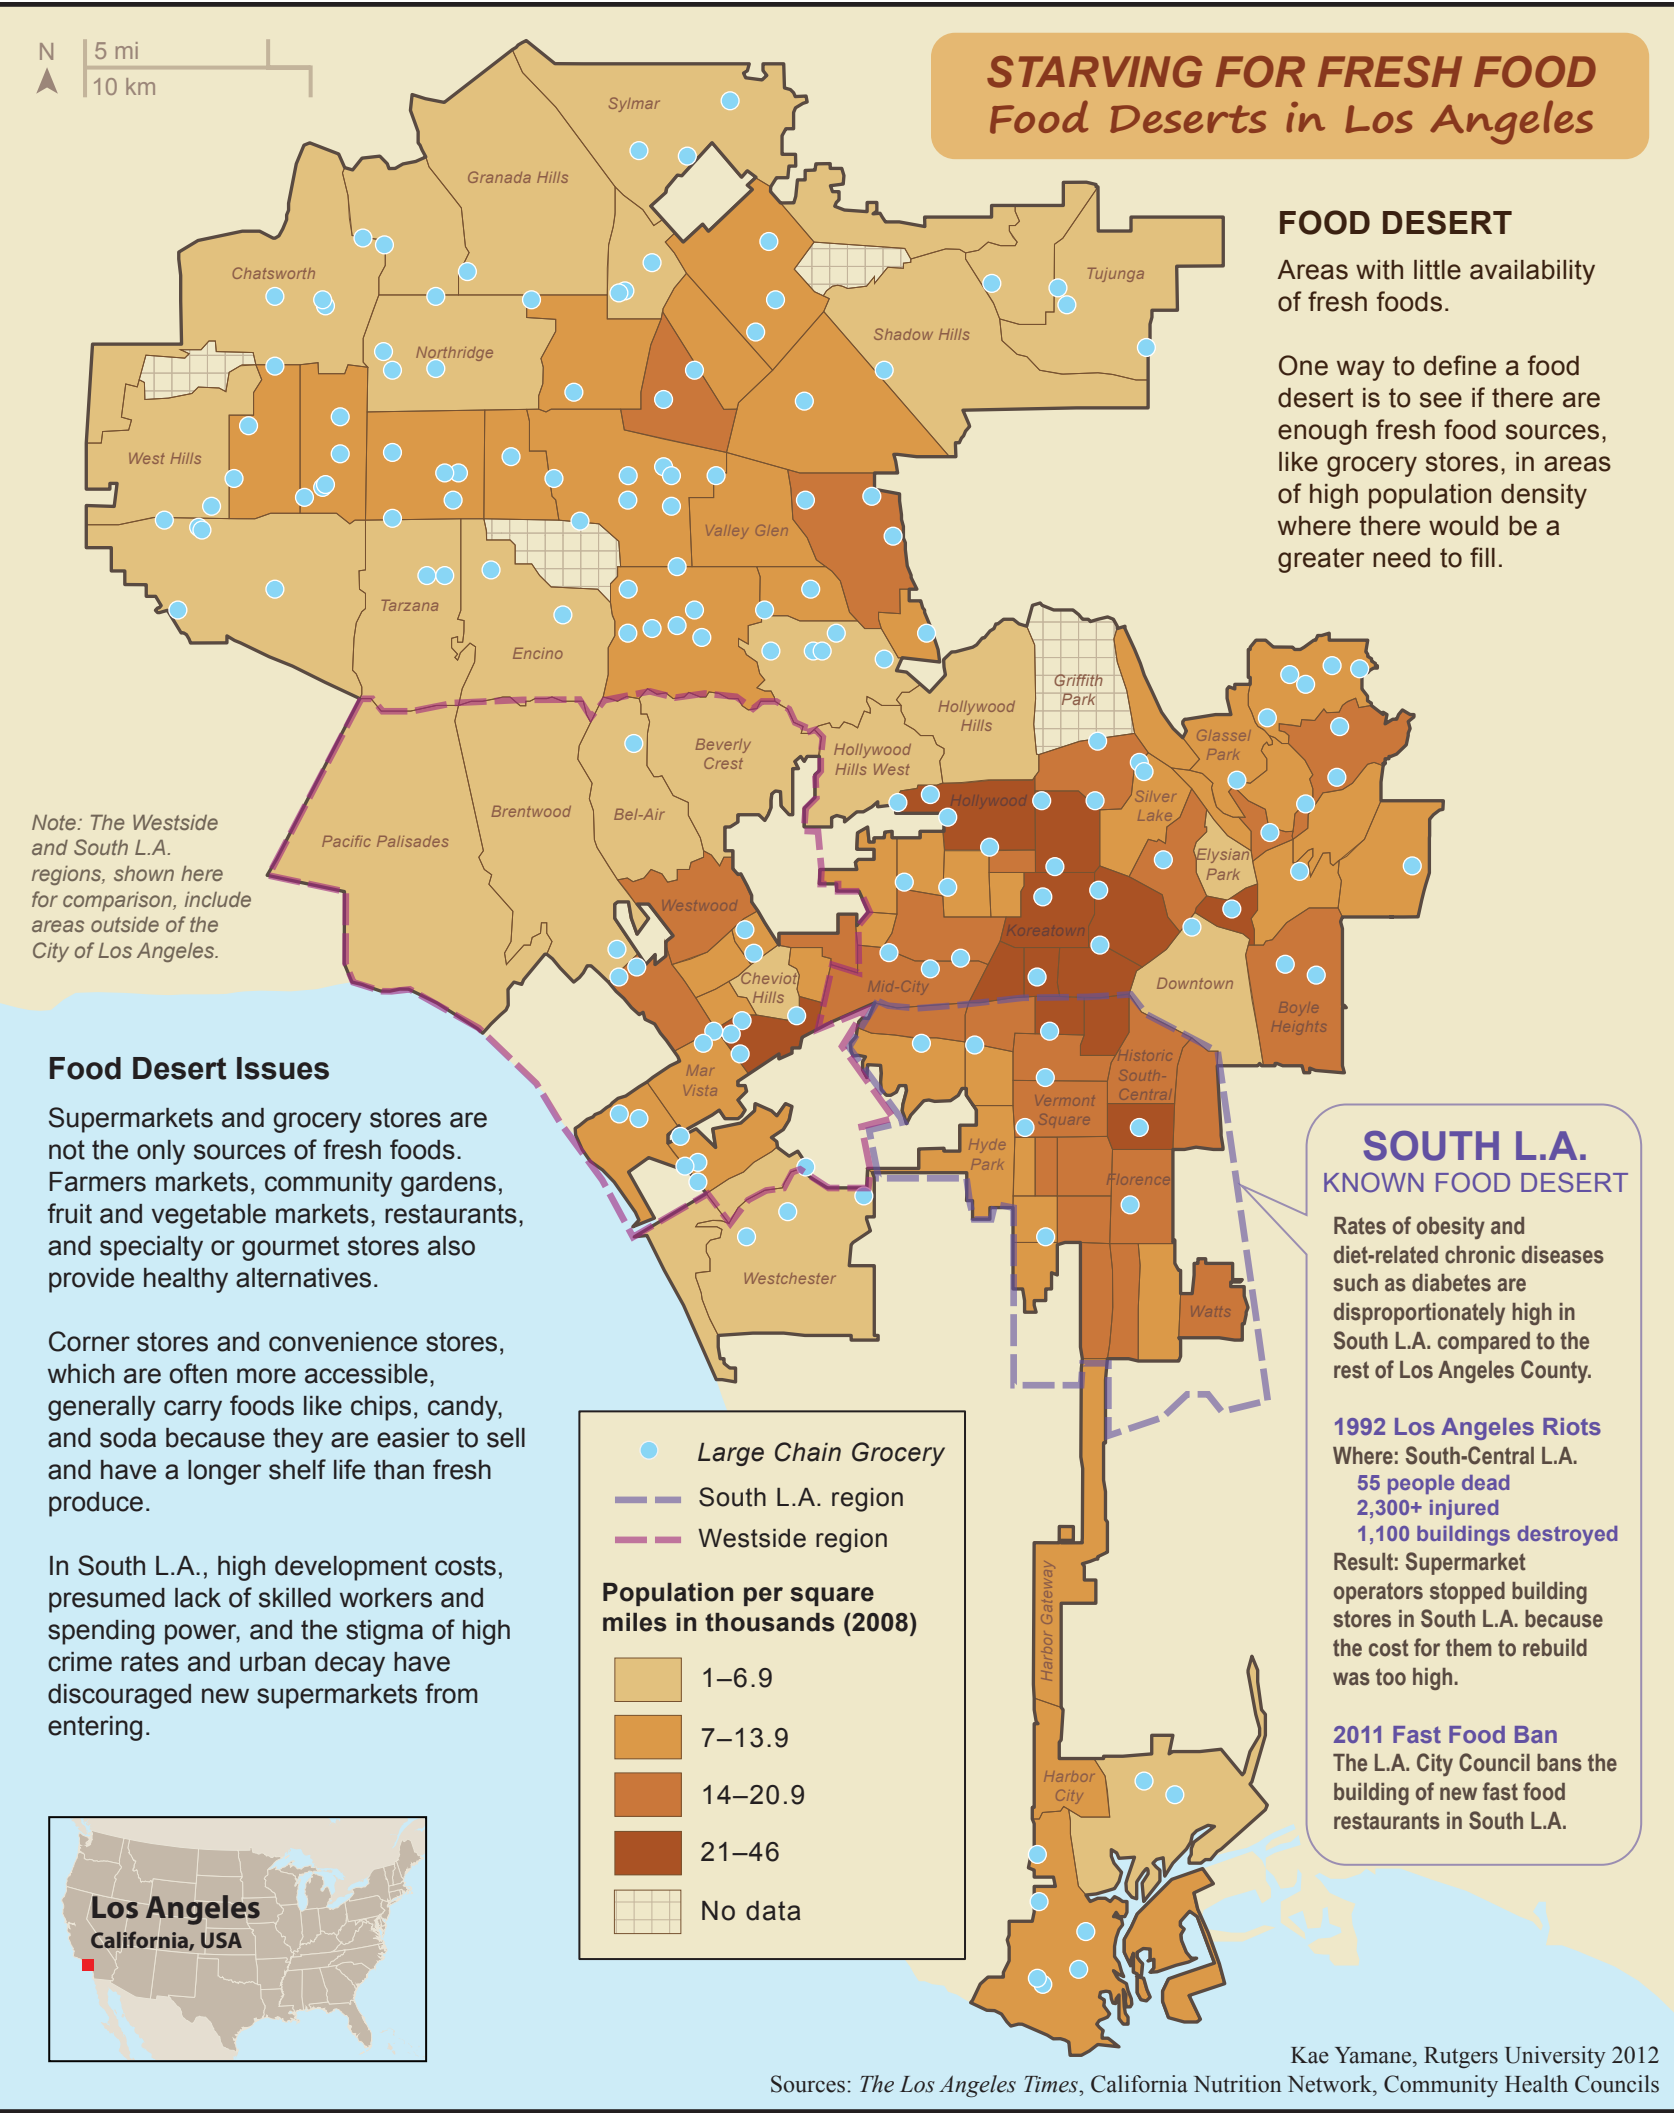 N
5 mi
10 km
STARVING FOR FRESH FOOD
Food Deserts in Los Angeles
FOOD DESERT
Areas with little availability
of fresh foods.
One way to define a food
desert is to see if there are
enough fresh food sources,
like grocery stores, in areas
of high population density
where there would be a
greater need to fill.
Sylmar
Granada Hills
Chatsworth
Tujunga
Shadow Hills
Northridge
West Hills
Valley Glen
Tarzana
Encino
Griffith
Park
Hollywood
Hills
Beverly
Crest
Hollywood
Hills West
Glassel
Park
Hollywood
Silver
Lake
Brentwood
Bel-Air
Pacific Palisades
Elysian
Park
Westwood
Koreatown
Cheviot
Hills
Mid-City
Downtown
Boyle
Heights
Mar
Vista
Historic
South-
Central
Vermont
Square
Hyde
Park
Florence
Westchester
Watts
Harbor Gateway
Harbor
City
Note: The Westside
and South L.A.
regions, shown here
for comparison, include
areas outside of the
City of Los Angeles.
Food Desert Issues
Supermarkets and grocery stores are
not the only sources of fresh foods.
Farmers markets, community gardens,
fruit and vegetable markets, restaurants,
and specialty or gourmet stores also
provide healthy alternatives.
Corner stores and convenience stores,
which are often more accessible,
generally carry foods like chips, candy,
and soda because they are easier to sell
and have a longer shelf life than fresh
produce.
In South L.A., high development costs,
presumed lack of skilled workers and
spending power, and the stigma of high
crime rates and urban decay have
discouraged new supermarkets from
entering.
Los Angeles
California, USA
Large Chain Grocery
South L.A. region
Westside region
Population per square
miles in thousands (2008)
1–6.9
7–13.9
14–20.9
21–46
No data
SOUTH L.A.
KNOWN FOOD DESERT
Rates of obesity and
diet-related chronic diseases
such as diabetes are
disproportionately high in
South L.A. compared to the
rest of Los Angeles County.
1992 Los Angeles Riots
Where: South-Central L.A.
55 people dead
2,300+ injured
1,100 buildings destroyed
Result: Supermarket
operators stopped building
stores in South L.A. because
the cost for them to rebuild
was too high.
2011 Fast Food Ban
The L.A. City Council bans the
building of new fast food
restaurants in South L.A.
Kae Yamane, Rutgers University 2012
Sources: The Los Angeles Times, California Nutrition Network, Community Health Councils